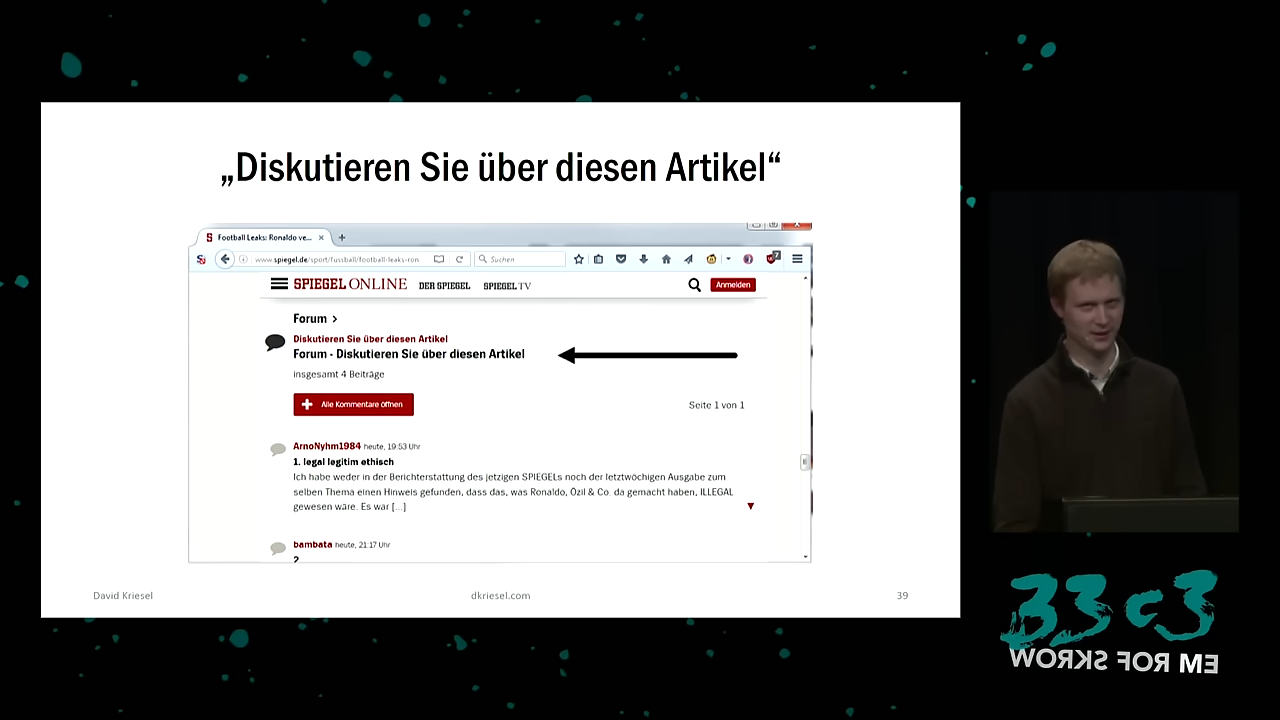 „Diskutieren Sie über diesen Artikel“
S Football Leaks: Ronaldo ve... × +
www.spiegel.de/sport/fussball/football-leaks-ron
Suchen
7
SPIEGEL ONLINE DER SPIEGEL SPIEGEL TV Anmelden
Forum >
Diskutieren Sie über diesen Artikel
Forum - Diskutieren Sie über diesen Artikel
insgesamt 4 Beiträge
+ Alle Kommentare öffnen
Seite 1 von 1
ArnoNyhm1984 heute, 19:53 Uhr
1. legal legitim ethisch
Ich habe weder in der Berichterstattung des jetzigen SPIEGELs noch der letztwöchigen Ausgabe zum
selben Thema einen Hinweis gefunden, dass das, was Ronaldo, Özil & Co. da gemacht haben, ILLEGAL
gewesen wäre. Es war [...]
bambata heute, 21:17 Uhr
2
David Kriesel
dkriesel.com
39
33c3
WORKS FOR ME